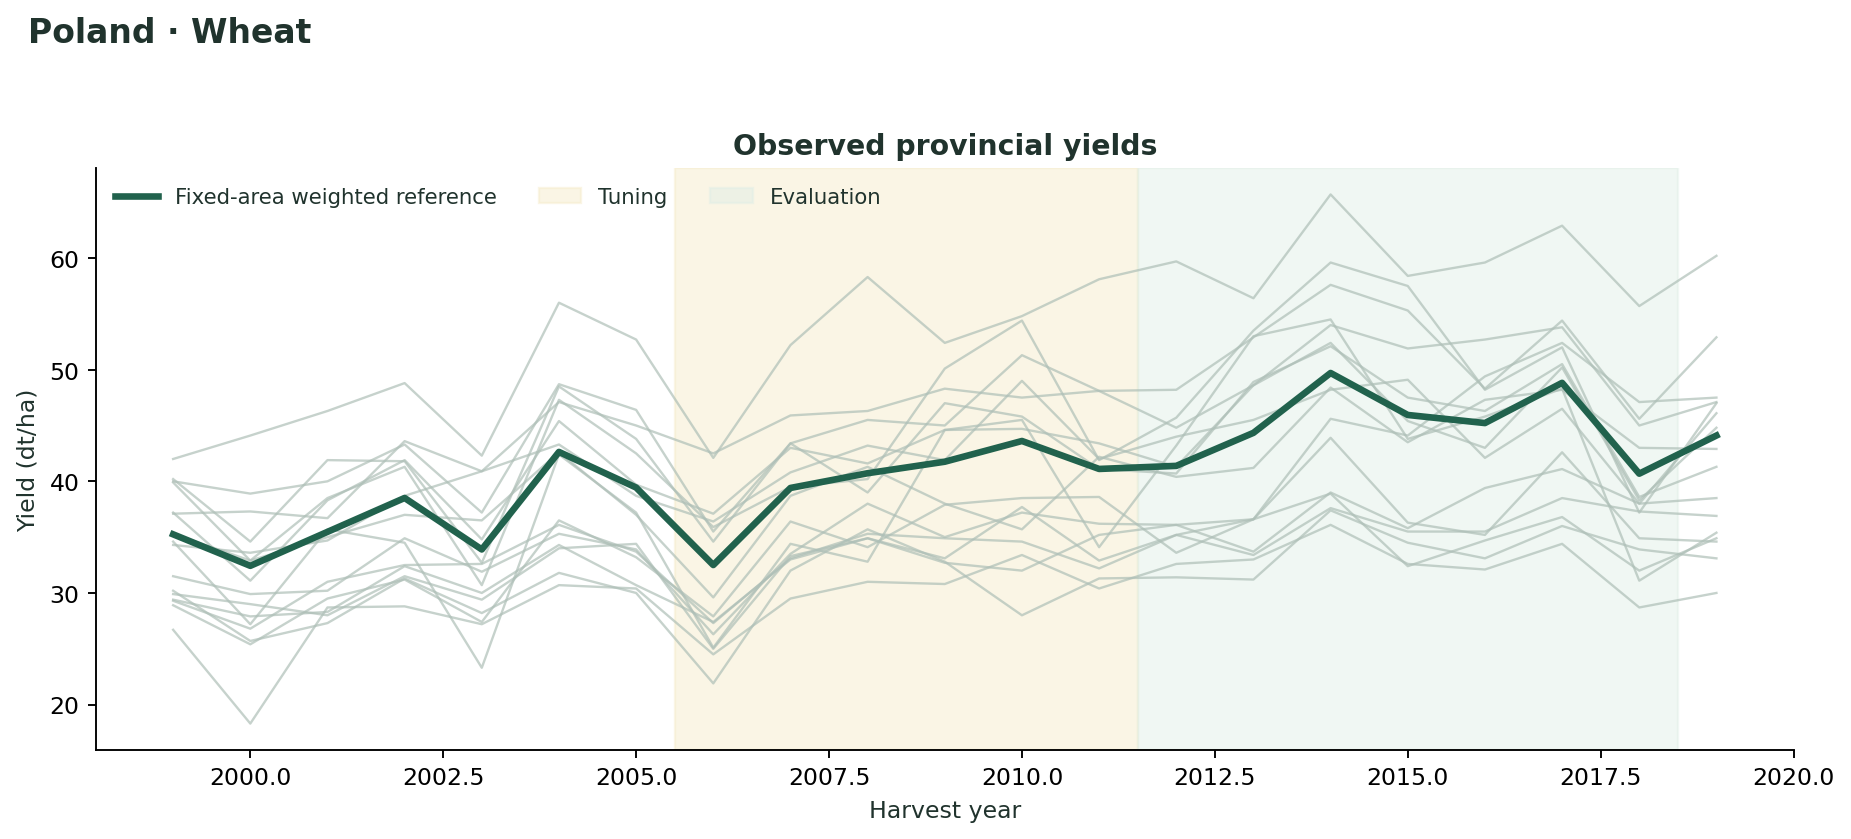 Poland · Wheat
Observed provincial yields
Fixed-area weighted reference
Tuning
Evaluation
Yield (dt/ha)
60
50
40
30
20
2000.0 2002.5 2005.0 2007.5 2010.0 2012.5 2015.0 2017.5 2020.0
Harvest year